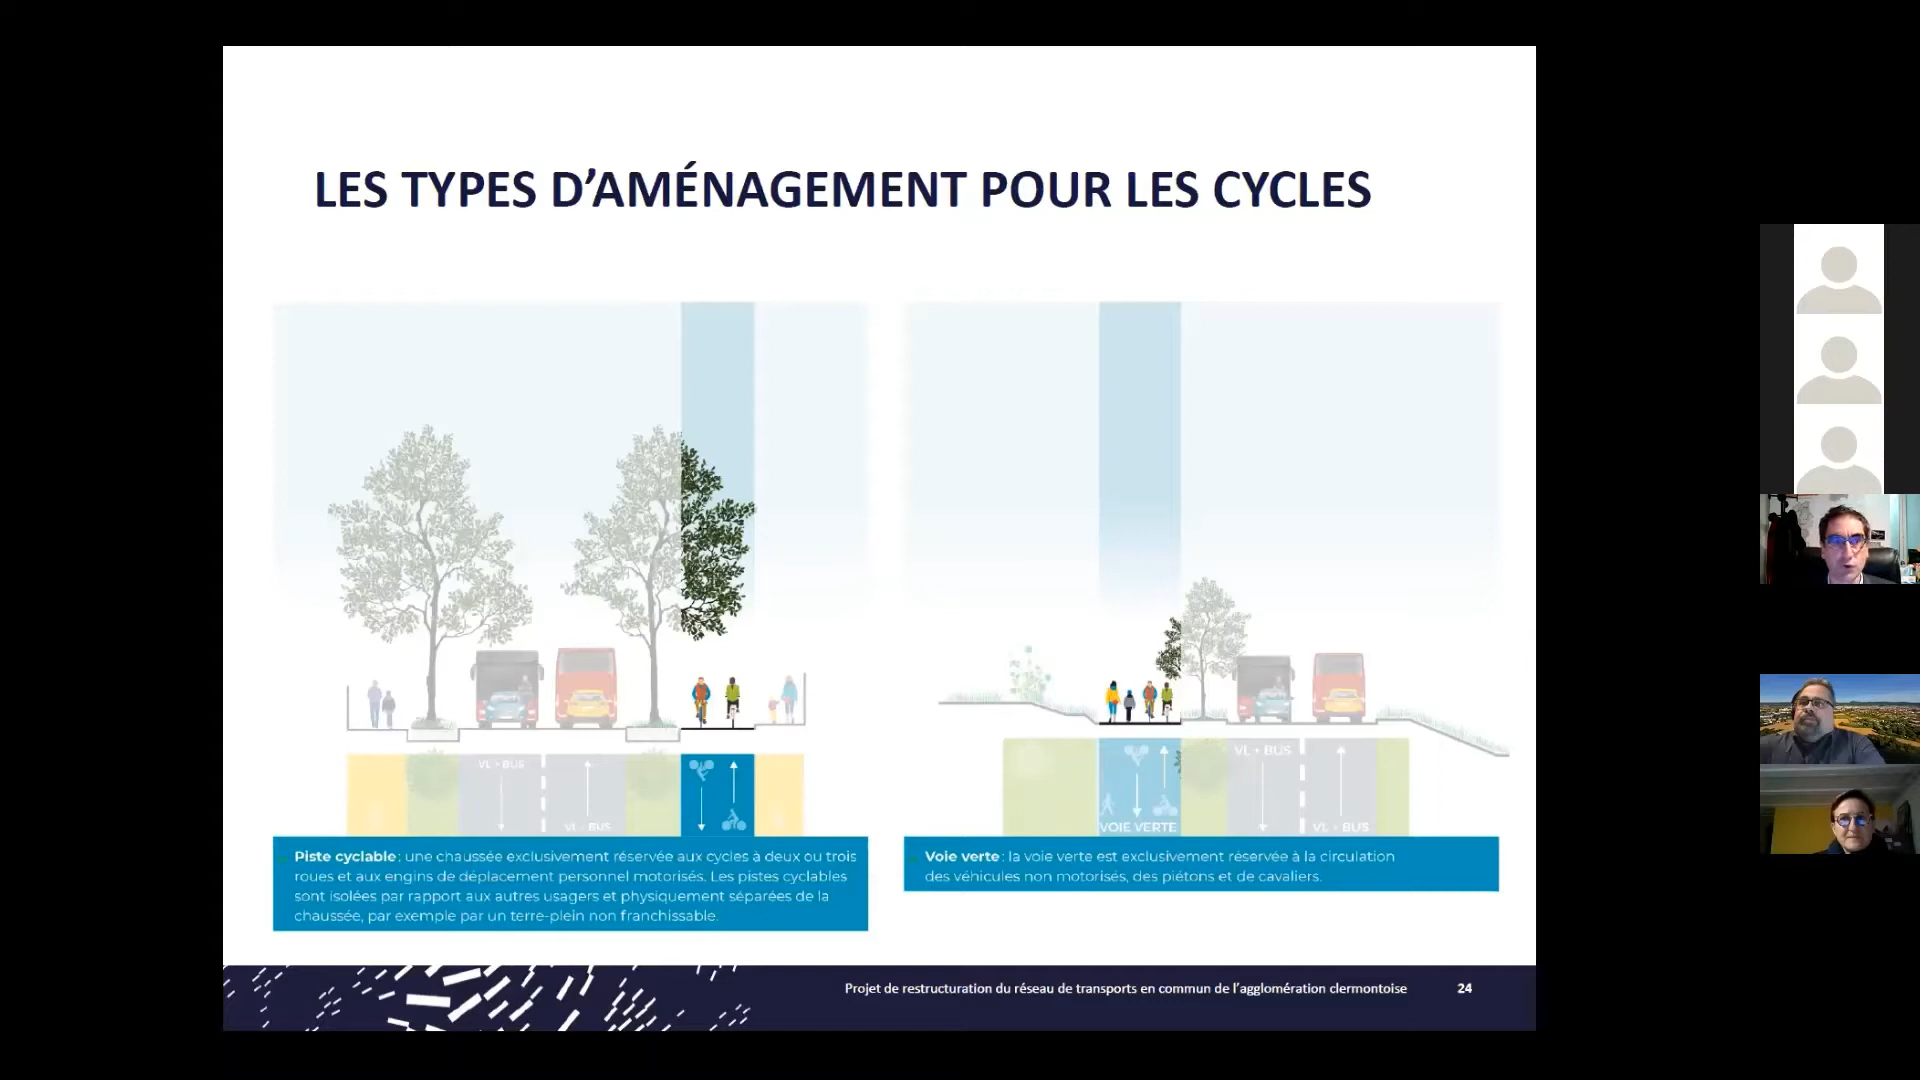 LES TYPES D’AMÉNAGEMENT POUR LES CYCLES
VL + BUS
VL + BUS
Piste cyclable : une chaussée exclusivement réservée aux cycles à deux ou trois
roues et aux engins de déplacement personnel motorisés. Les pistes cyclables
sont isolées par rapport aux autres usagers et physiquement séparées de la
chaussée, par exemple par un terre-plein non franchissable.
VL + BUS
VOIE VERTE
VL + BUS
Voie verte : la voie verte est exclusivement réservée à la circulation
des véhicules non motorisés, des piétons et de cavaliers.
Projet de restructuration du réseau de transports en commun de l’agglomération clermontoise
24